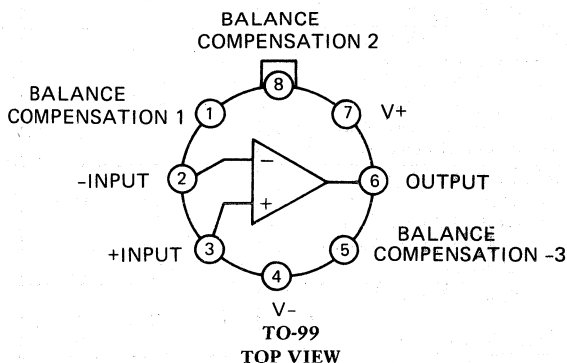 BALANCE
COMPENSATION 2
8
BALANCE
COMPENSATION 1
1
7
V+
-INPUT
2
−
6
OUTPUT
+
+INPUT
3
5
BALANCE
COMPENSATION -3
4
V-
TO-99
TOP VIEW